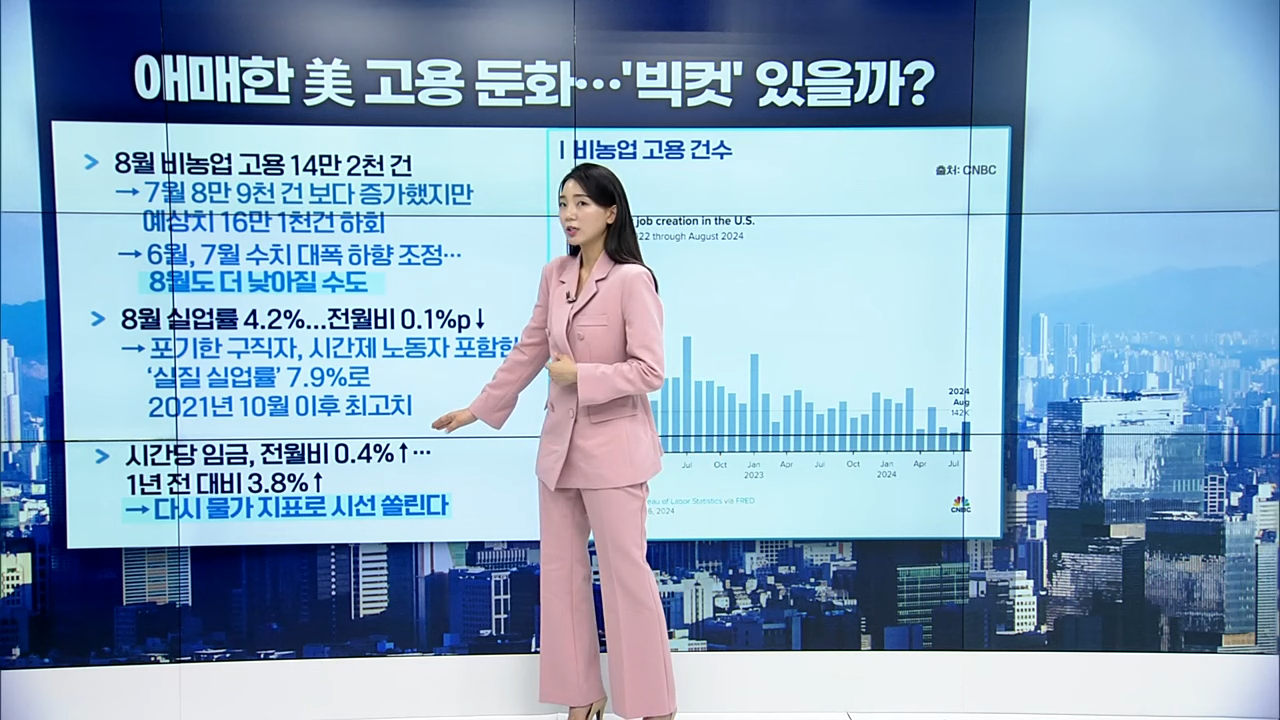 애매한 美 고용 둔화…'빅컷' 있을까?
8월 비농업 고용 14만 2천 건
→ 7월 8만 9천 건 보다 증가했지만
예상치 16만 1천건 하회
→ 6월, 7월 수치 대폭 하향 조정…
8월도 더 낮아질 수도
8월 실업률 4.2%...전월비 0.1%p↓
→ 포기한 구직자, 시간제 노동자 포함한
'실질 실업률' 7.9%로
2021년 10월 이후 최고치
시간당 임금, 전월비 0.4%↑…
1년 전 대비 3.8%↑
→ 다시 물가 지표로 시선 쏠린다
비농업 고용 건수
출처: CNBC
job creation in the U.S.
22 through August 2024
2024
Aug
142K
Jul Oct Jan Apr Jul Oct Jan Apr Jul
2023 2024
of Labor Statistics via FRED
6, 2024
CNBC